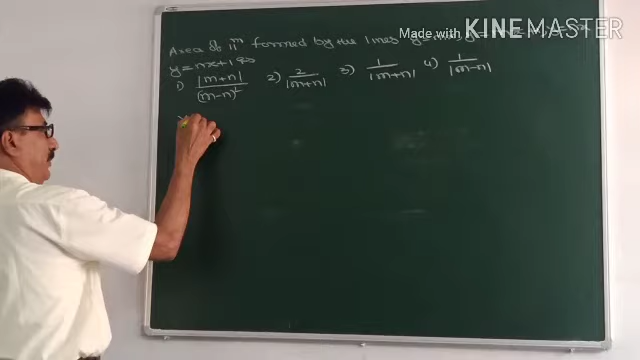 Made with KINEMASTER
Area of ||m formed by the lines y=mx,
y=nx+1 is
1) |m+n| / (m-n)² 2) 2/|m+n| 3) 1/|m+n| 4) 1/|m-n|